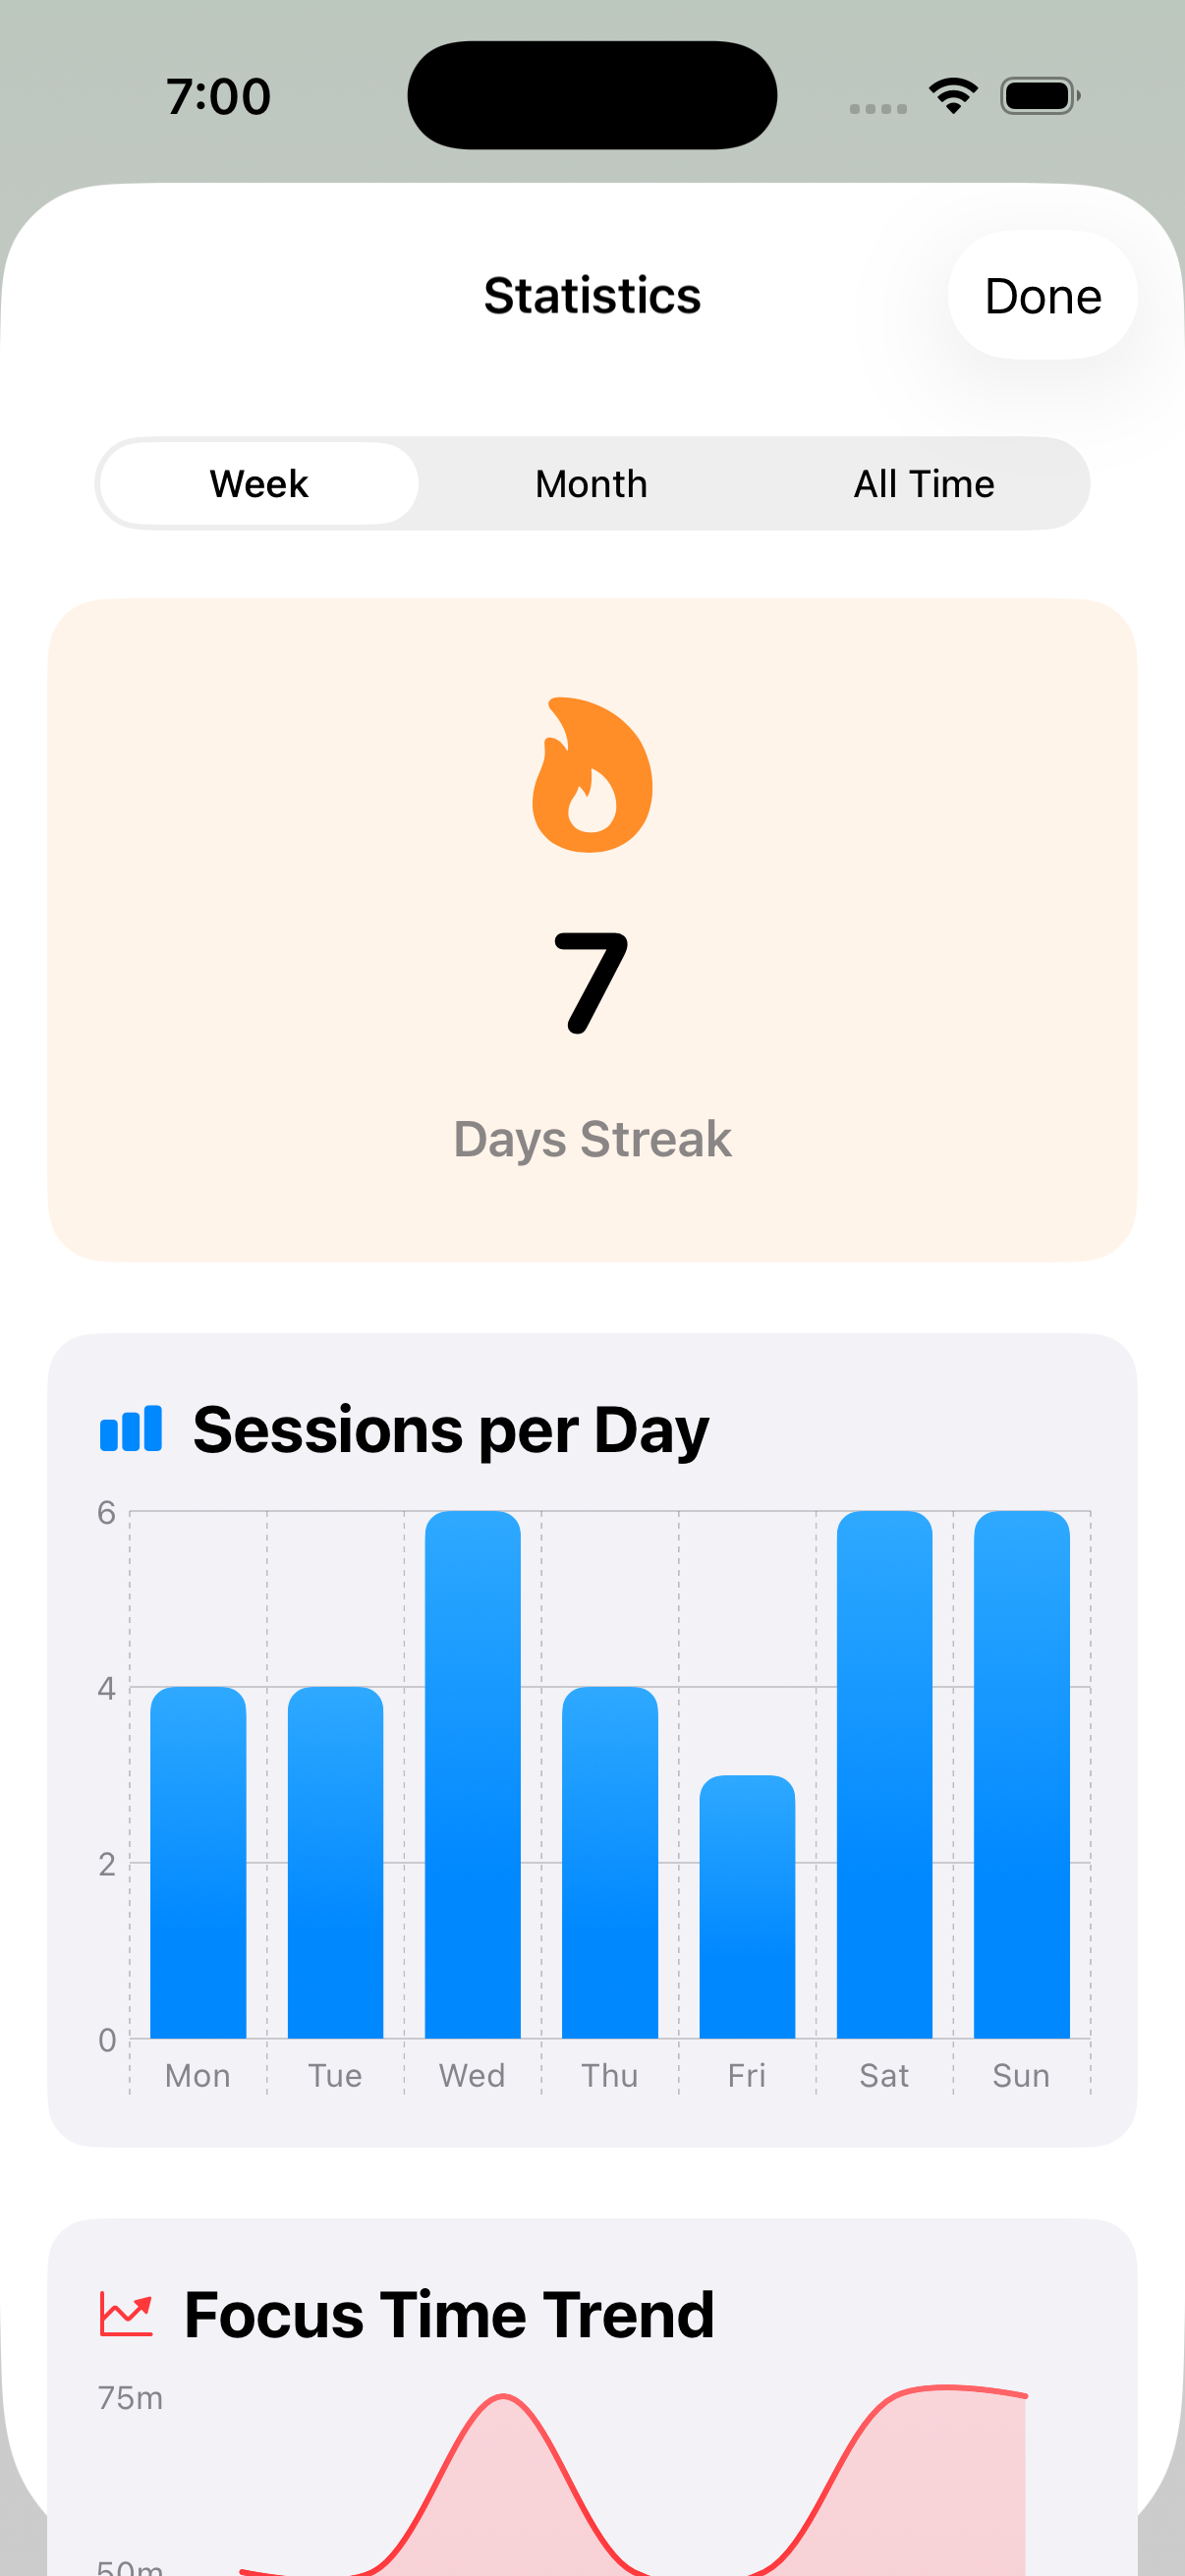 7:00
Statistics
Done
Week Month All Time
7
Days Streak
Sessions per Day
6
4
2
0
Mon Tue Wed Thu Fri Sat Sun
Focus Time Trend
75m
50m